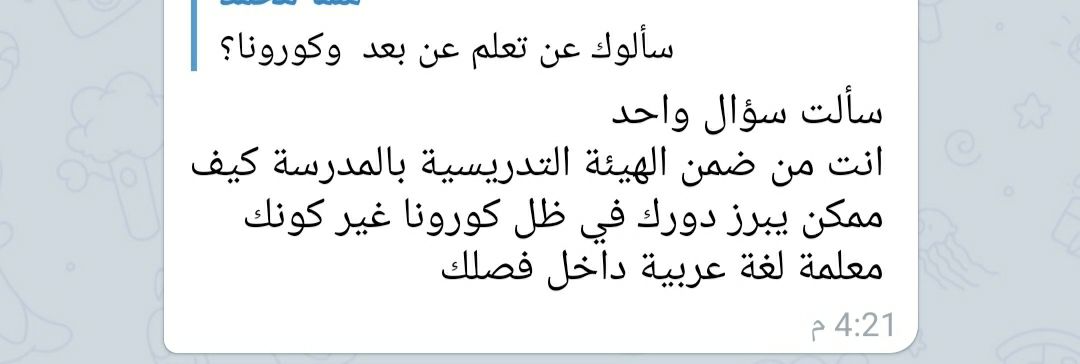 سألوك عن تعلم عن بعد وكورونا؟
سألت سؤال واحد
انت من ضمن الهيئة التدريسية بالمدرسة كيف
ممكن يبرز دورك في ظل كورونا غير كونك
معلمة لغة عربية داخل فصلك
4:21 م